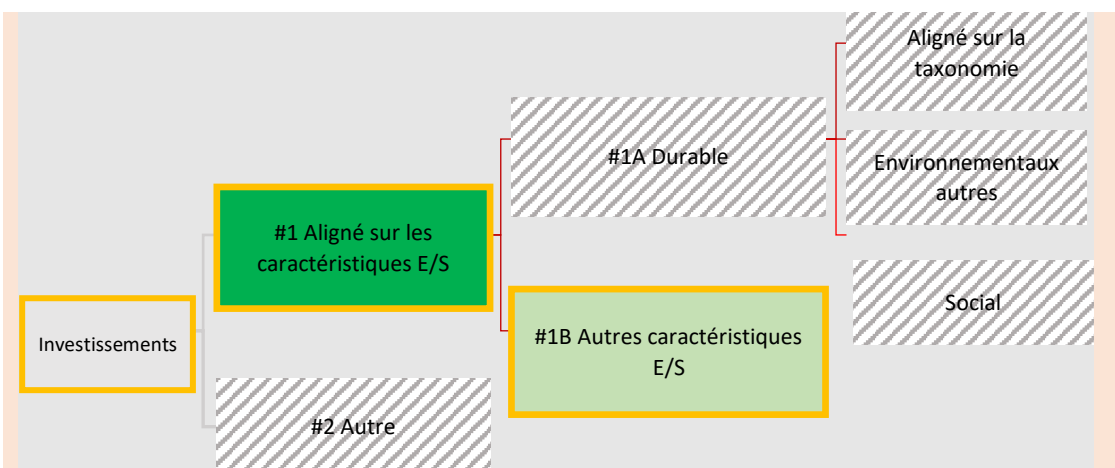 Aligné sur la
taxonomie
#1A Durable
Environnementaux
autres
#1 Aligné sur les
caractéristiques E/S
Social
#1B Autres caractéristiques
E/S
Investissements
#2 Autre